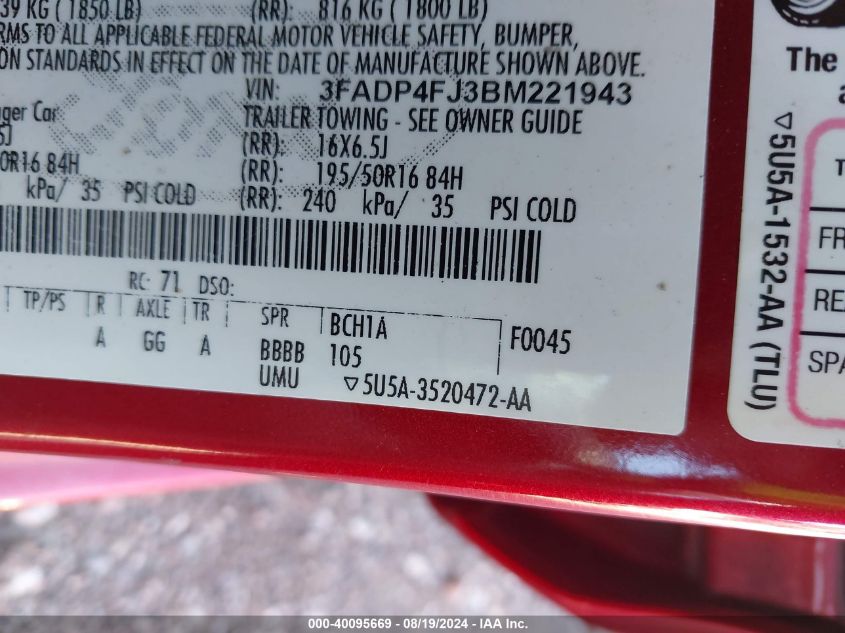 39 KG ( 1850 LB) (RR): 816 KG ( 1800 LB)
RMS TO ALL APPLICABLE FEDERAL MOTOR VEHICLE SAFETY, BUMPER,
ON STANDARDS IN EFFECT ON THE DATE OF MANUFACTURE SHOWN ABOVE.
VIN: 3FADP4FJ3BM221943
ger Car TRAILER TOWING - SEE OWNER GUIDE
5J (RR): 16X6.5J
0R16 84H (RR): 195/50R16 84H
kPa/ 35 PSI COLD (RR): 240 kPa/ 35 PSI COLD
RC: 71 DSO:
TP/PS R AXLE TR SPR BCH1A F0045
A GG A BBBB 105
UMU ▽5U5A-3520472-AA
The
a
▽5U5A-1532-AA (TLU)
T
FR
RE
SPA
000-40095669 - 08/19/2024 - IAA Inc.